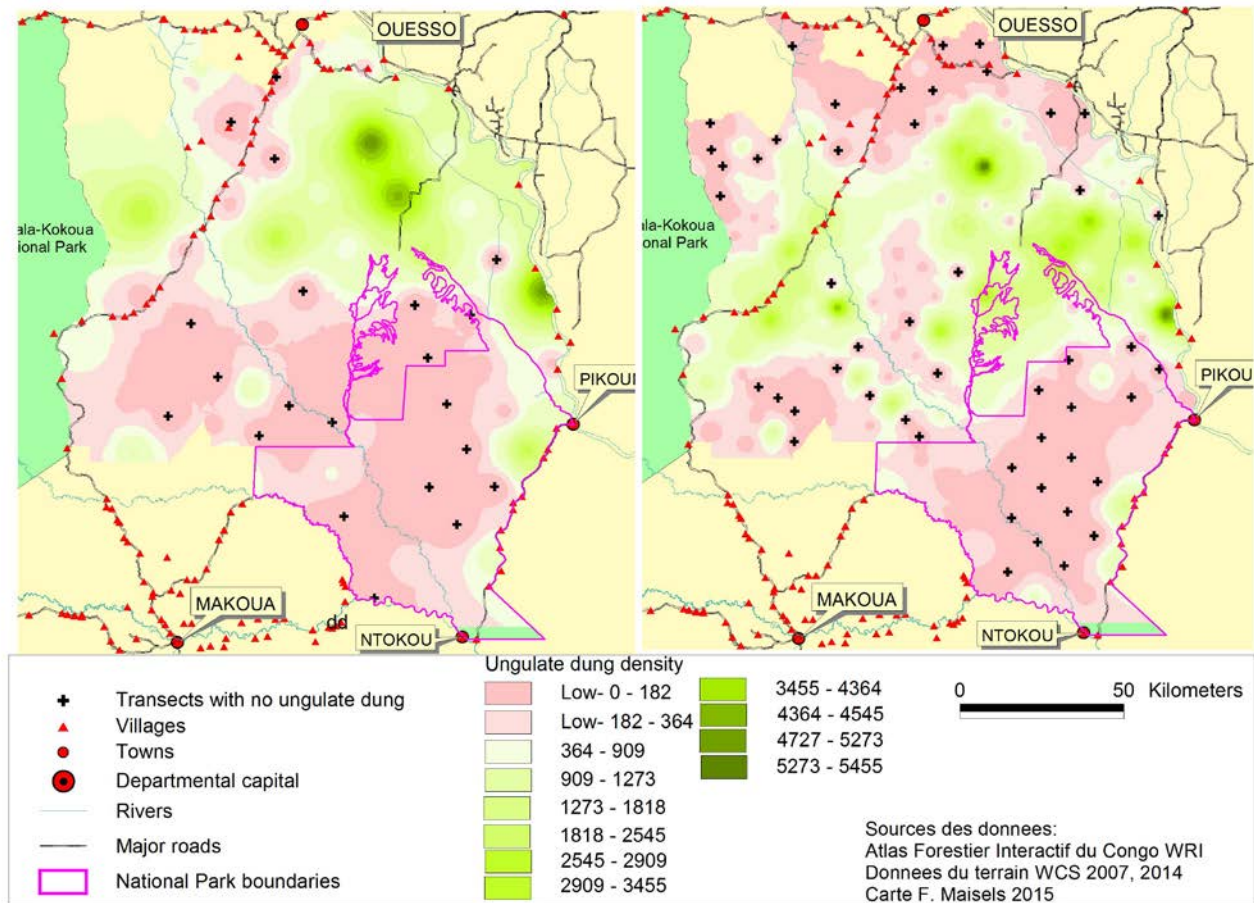 OUESSO
ala-Kokoua
ional Park
PIKOUN
MAKOUA
dd
NTOKOU
OUESSO
ala-Kokoua
onal Park
PIKOU
MAKOUA
NTOKOU
Transects with no ungulate dung
Villages
Towns
Departmental capital
Rivers
Major roads
National Park boundaries
Ungulate dung density
Low- 0 - 182
Low- 182 - 364
364 - 909
909 - 1273
1273 - 1818
1818 - 2545
2545 - 2909
2909 - 3455
3455 - 4364
4364 - 4545
4727 - 5273
5273 - 5455
0 50 Kilometers
Sources des donnees:
Atlas Forestier Interactif du Congo WRI
Donnees du terrain WCS 2007, 2014
Carte F. Maisels 2015